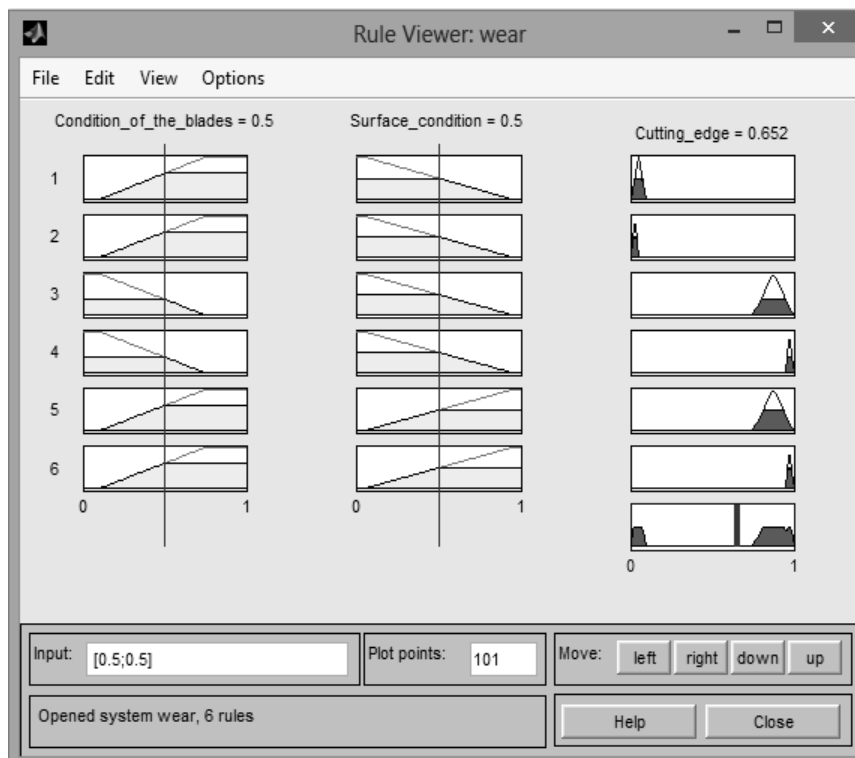 Rule Viewer: wear
File Edit View Options
Condition_of_the_blades = 0.5 Surface_condition = 0.5 Cutting_edge = 0.652
1
2
3
4
5
6
0 1 0 1
0 1
Input: [0.5;0.5] Plot points: 101 Move: left right down up
Opened system wear, 6 rules Help Close